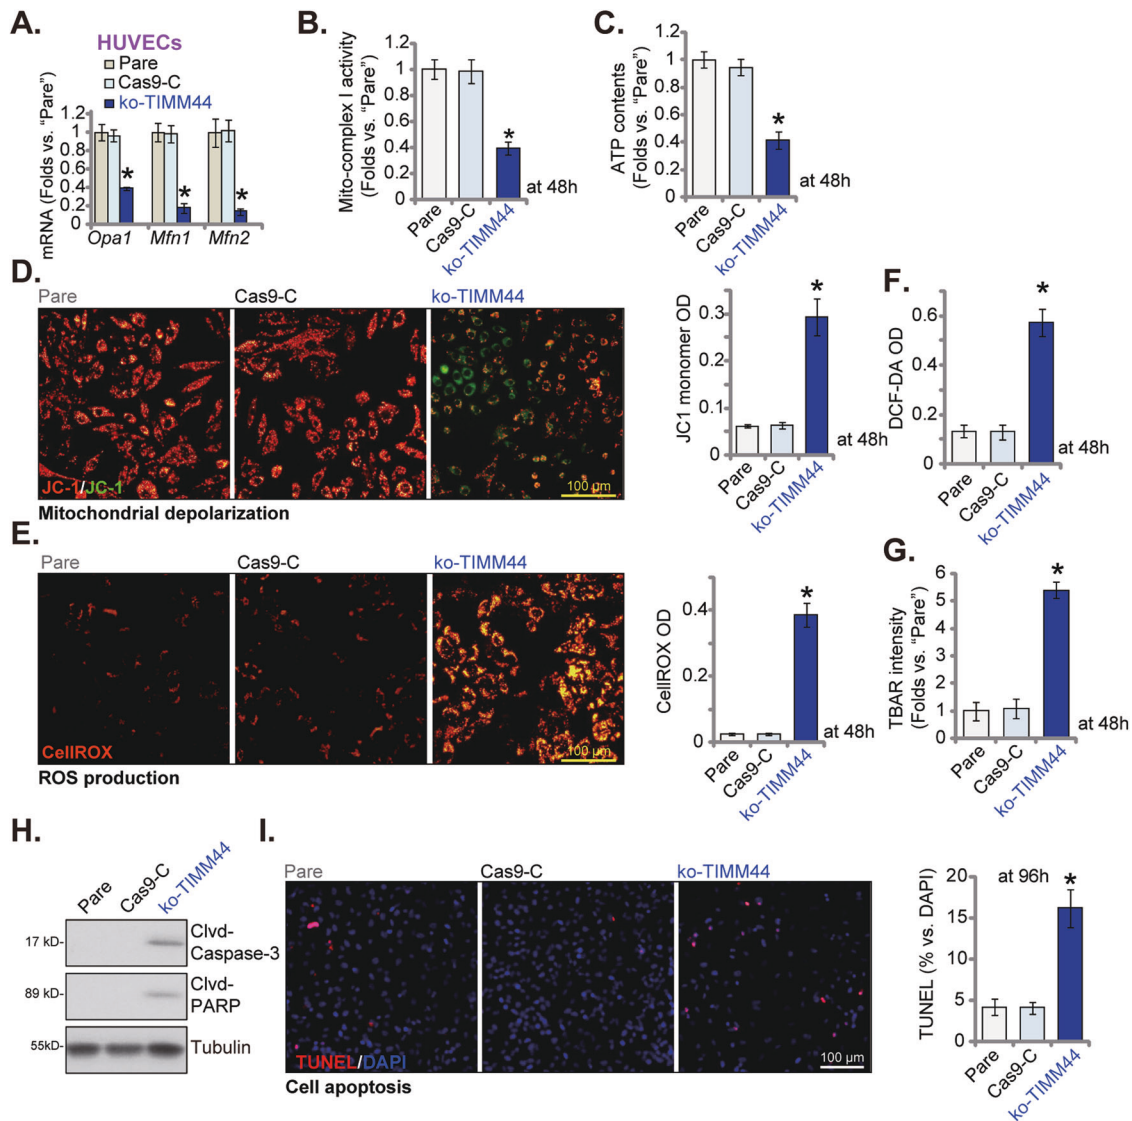 A.
HUVECs
Pare
Cas9-C
ko-TIMM44
mRNA (Folds vs. “Pare”)
1.2
1
0.8
0.6
0.4
0.2
0
*
*
*
Opa1
Mfn1
Mfn2
B.
Mito-complex I activity
(Folds vs. “Pare”)
1.2
1
0.8
0.6
0.4
0.2
0
*
at 48h
Pare
Cas9-C
ko-TIMM44
C.
ATP contents
(Folds vs. “Pare”)
1.2
1
0.8
0.6
0.4
0.2
0
*
at 48h
Pare
Cas9-C
ko-TIMM44
D.
Pare
Cas9-C
ko-TIMM44
JC-1/JC-1
100 µm
Mitochondrial depolarization
JC1 monomer OD
0.3
0.2
0.1
0
*
at 48h
Pare
Cas9-C
ko-TIMM44
F.
DCF-DA OD
0.6
0.4
0.2
0
*
at 48h
Pare
Cas9-C
ko-TIMM44
E.
Pare
Cas9-C
ko-TIMM44
CellROX
100 µm
ROS production
CellROX OD
0.4
0.2
0
*
at 48h
Pare
Cas9-C
ko-TIMM44
G.
TBAR intensity
(Folds vs. “Pare”)
6
5
4
3
2
1
0
*
at 48h
Pare
Cas9-C
ko-TIMM44
H.
Pare
Cas9-C
ko-TIMM44
17 kD-
Clvd-
Caspase-3
89 kD-
Clvd-
PARP
55kD-
Tubulin
I.
Pare
Cas9-C
ko-TIMM44
TUNEL/DAPI
100 µm
Cell apoptosis
TUNEL (% vs. DAPI)
20
15
10
5
0
at 96h
*
Pare
Cas9-C
ko-TIMM44